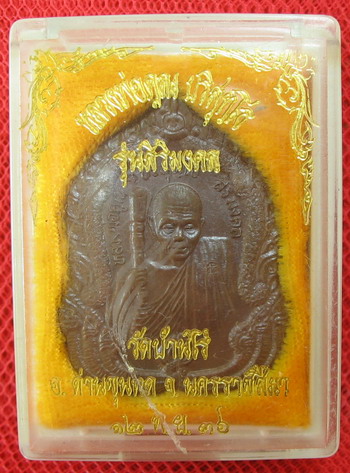 หลวงพ่อคูณ ปริสุทฺโธ
รุ่นสิริมงคล
วัดบ้านไร่
อ. ด่านขุนทด จ. นครราชสีมา
๑๒ พ.ย. ๓๖